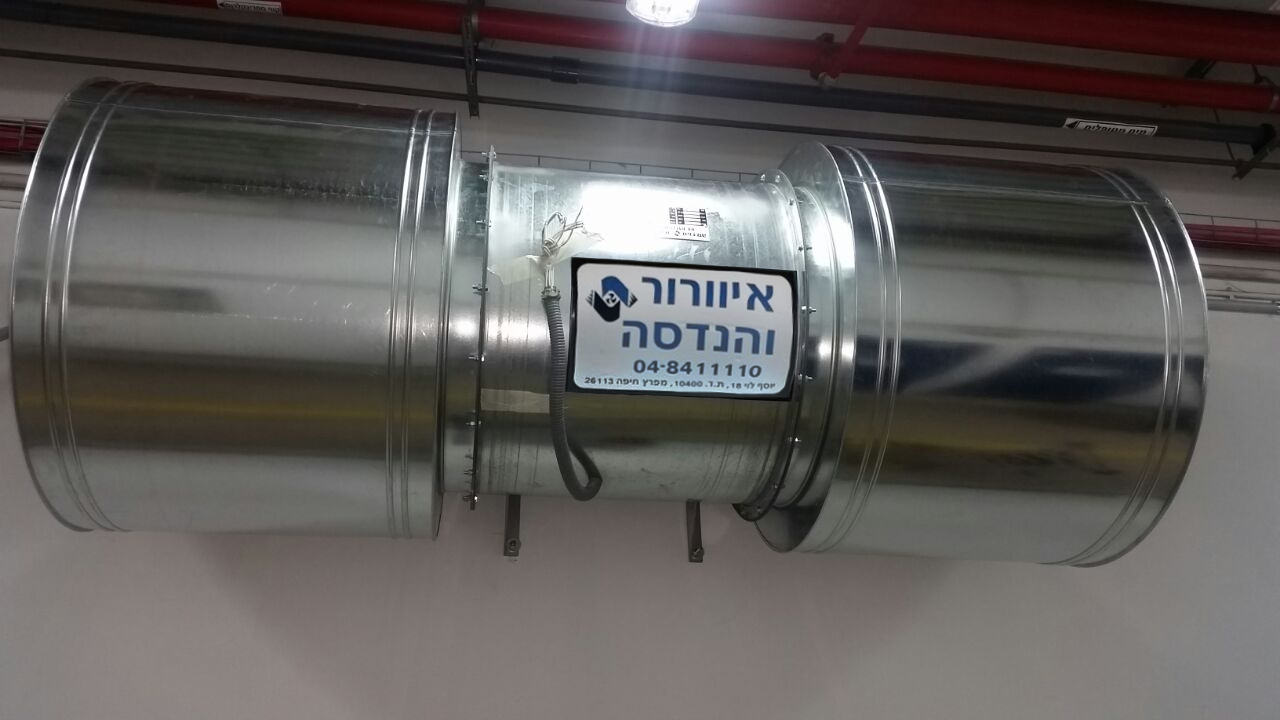 איוורור
והנדסה
04-8411110
יוסף לוי 18, ת.ד. 10400, מפרץ חיפה 26113